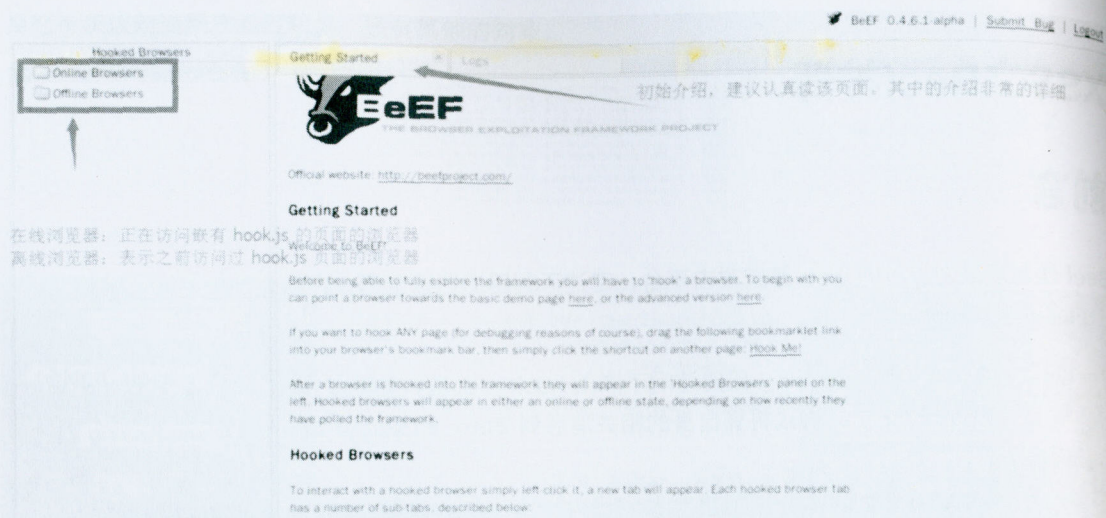 BeEF 0.4.6.1-alpha | Submit Bug | Logout
Hooked Browsers
Online Browsers
Offline Browsers
Getting Started
Logs
初始介绍，建议认真读该页面，其中的介绍非常的详细
BeEF
THE BROWSER EXPLOITATION FRAMEWORK PROJECT
Official website: http://beefproject.com/
Getting Started
在线浏览器：正在访问嵌有 hook.js 的页面的浏览器
Welcome to BeEF!
离线浏览器：表示之前访问过 hook.js 页面的浏览器
Before being able to fully explore the framework you will have to 'hook' a browser. To begin with you
can point a browser towards the basic demo page here, or the advanced version here.
If you want to hook ANY page (for debugging reasons of course), drag the following bookmarklet link
into your browser's bookmark bar, then simply click the shortcut on another page: Hook Me!
After a browser is hooked into the framework they will appear in the 'Hooked Browsers' panel on the
left. Hooked browsers will appear in either an online or offline state, depending on how recently they
have polled the framework.
Hooked Browsers
To interact with a hooked browser simply left-click it, a new tab will appear. Each hooked browser tab
has a number of sub-tabs, described below: